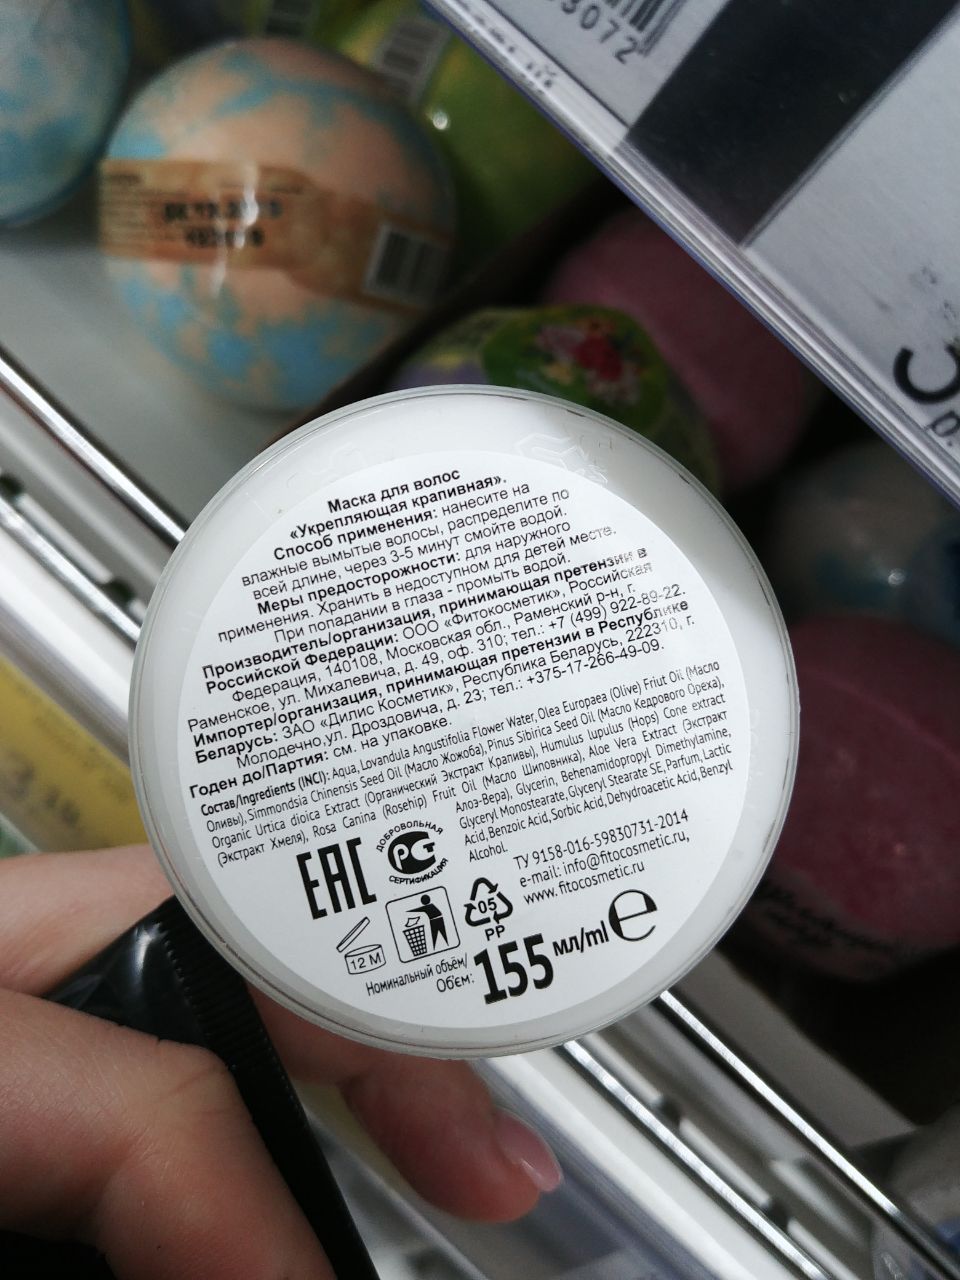 3072
Маска для волос
«Укрепляющая крапивная».
Способ применения: нанесите на
влажные вымытые волосы, распределите по
всей длине, через 3-5 минут смойте водой.
Меры предосторожности: для наружного
применения. Хранить в недоступном для детей месте.
При попадании в глаза - промыть водой.
Производитель/организация, принимающая претензии в
Российской Федерации: ООО «Фитокосметик», Российская
Федерация, 140108, Московская обл., Раменский р-н, г.
Раменское, ул. Михалевича, д. 49, оф. 310; тел.: +7 (499) 922-89-22.
Импортер/организация, принимающая претензии в Республике
Беларусь: ЗАО «Дилис Косметик», Республика Беларусь, 222310, г.
Молодечно,ул. Дроздовича, д. 23; тел.: +375-17-266-49-09.
Годен до/Партия: см. на упаковке.
Состав/Ingredients (INCI): Aqua, Lovandula Angustifolia Flower Water, Olea Europaea (Olive) Friut Oil (Масло
Оливы), Simmondsia Chinensis Seed Oil (Масло Жожоба), Pinus Sibirica Seed Oil (Масло Кедрового Ореха),
Organic Urtica dioica Extract (Органический Экстракт Крапивы), Humulus lupulus (Hops) Cone extract
(Экстракт Хмеля), Rosa Canina (Rosehip) Fruit Oil (Масло Шиповника), Aloe Vera Extract (Экстракт
Алоэ-Вера), Glycerin, Behenamidopropyl Dimethylamine,
Glyceryl Monostearate, Glyceryl Stearate SE, Parfum, Lactic
Acid, Benzoic Acid, Sorbic Acid, Dehydroacetic Acid, Benzyl
Alcohol.
ЕАС
ДОБРОВОЛЬНАЯ
РСТ
СЕРТИФИКАЦИЯ
ТУ 9158-016-59830731-2014
e-mail: info@fitocosmetic.ru,
www. fitocosmetic.ru
12 M
05
PP
Номинальный объём/
Об'ем: 155 мл/ml e
р.